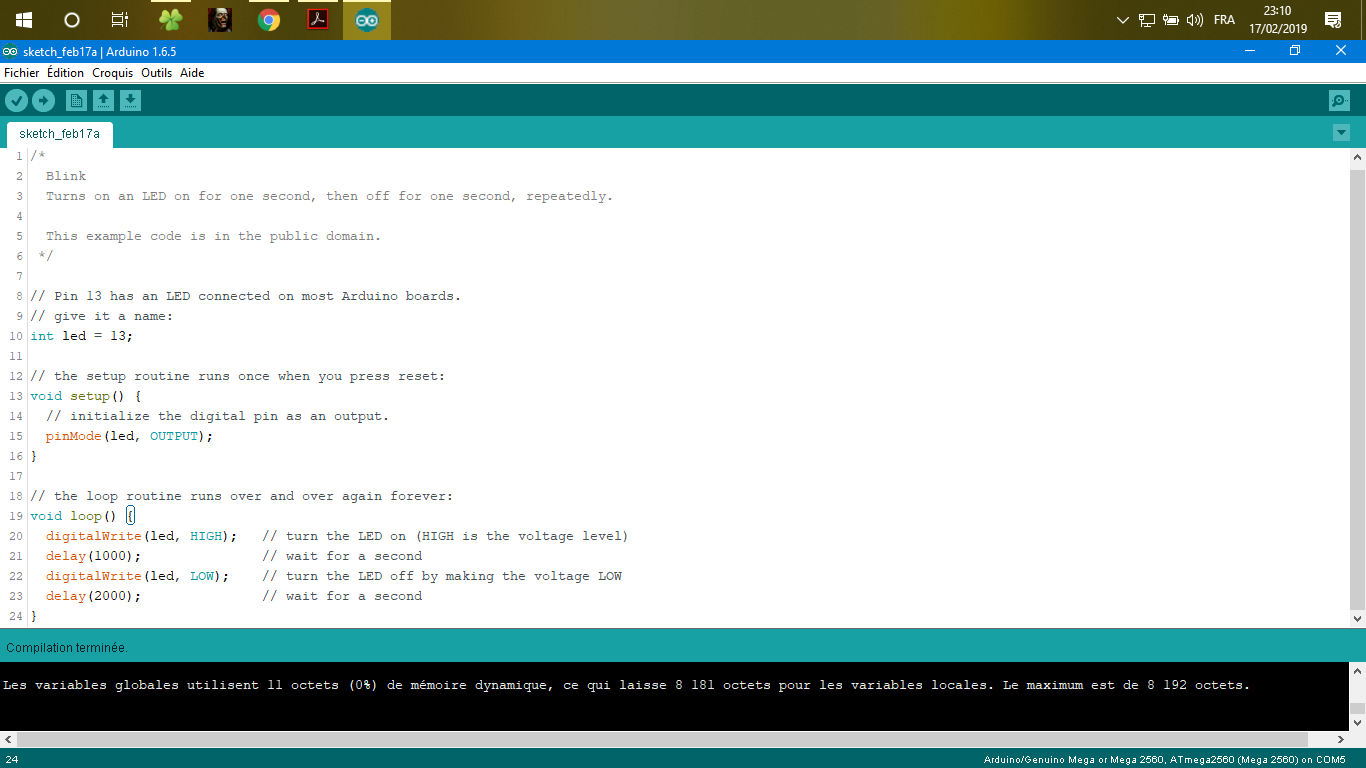 FRA
23:10
17/02/2019
sketch_feb17a | Arduino 1.6.5
Fichier Édition Croquis Outils Aide
sketch_feb17a
1 /*
2 Blink
3 Turns on an LED on for one second, then off for one second, repeatedly.
4
5 This example code is in the public domain.
6 */
7
8 // Pin 13 has an LED connected on most Arduino boards.
9 // give it a name:
10 int led = 13;
11
12 // the setup routine runs once when you press reset:
13 void setup() {
14 // initialize the digital pin as an output.
15 pinMode(led, OUTPUT);
16 }
17
18 // the loop routine runs over and over again forever:
19 void loop() {
20 digitalWrite(led, HIGH); // turn the LED on (HIGH is the voltage level)
21 delay(1000); // wait for a second
22 digitalWrite(led, LOW); // turn the LED off by making the voltage LOW
23 delay(2000); // wait for a second
24 }
Compilation terminée.
Les variables globales utilisent 11 octets (0%) de mémoire dynamique, ce qui laisse 8 181 octets pour les variables locales. Le maximum est de 8 192 octets.
24 Arduino/Genuino Mega or Mega 2560, ATmega2560 (Mega 2560) on COM5